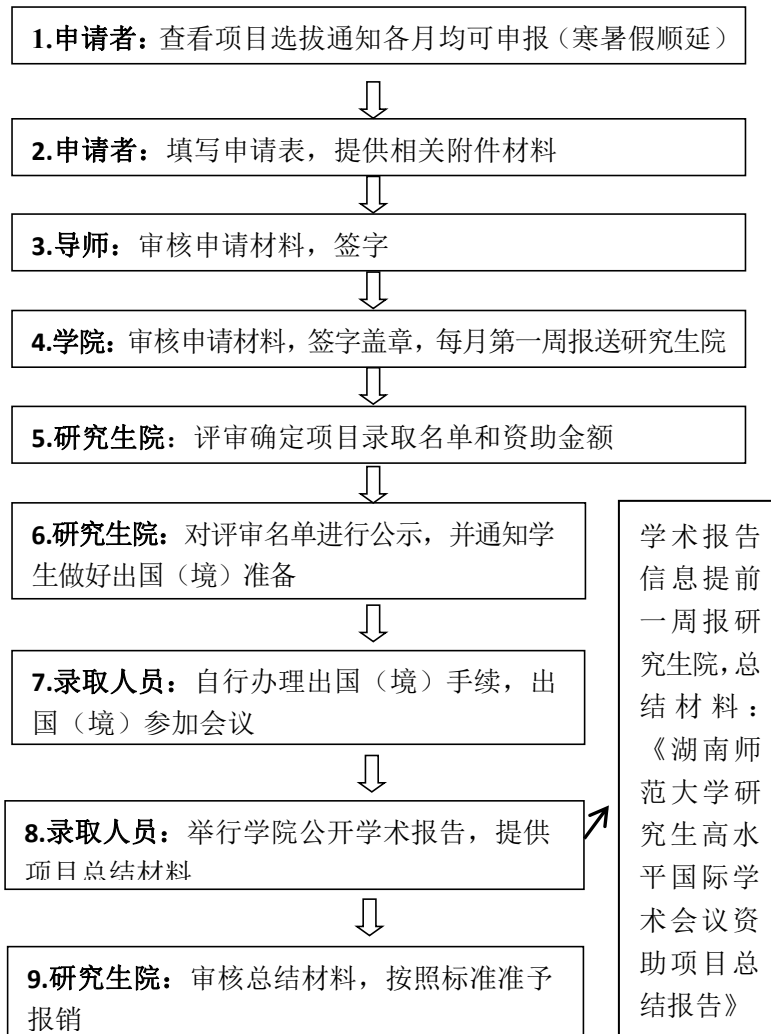 1.申请者：查看项目选拔通知各月均可申报（寒暑假顺延）
2.申请者：填写申请表，提供相关附件材料
3.导师：审核申请材料，签字
4.学院：审核申请材料，签字盖章，每月第一周报送研究生院
5.研究生院：评审确定项目录取名单和资助金额
6.研究生院：对评审名单进行公示，并通知学
生做好出国（境）准备
7.录取人员：自行办理出国（境）手续，出
国（境）参加会议
8.录取人员：举行学院公开学术报告，提供
项目总结材料
9.研究生院：审核总结材料，按照标准准予
报销
学术报告
信息提前
一周报研
究生院，总
结材料：
《湖南师
范大学研
究生高水
平国际学
术会议资
助项目总
结报告》